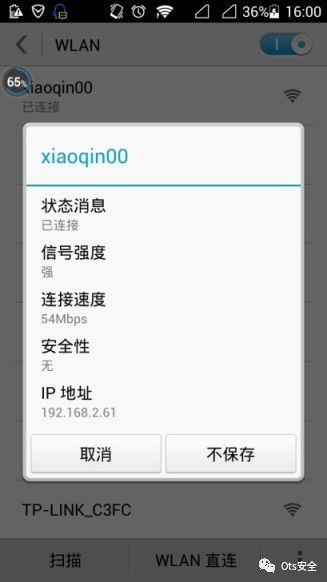 36% 16:00
WLAN
65%
xiaoqin00
已连接
xiaoqin00
状态消息
已连接
信号强度
强
连接速度
54Mbps
安全性
无
IP 地址
192.168.2.61
取消
不保存
TP-LINK_C3FC
扫描
WLAN 直连
Ots安全